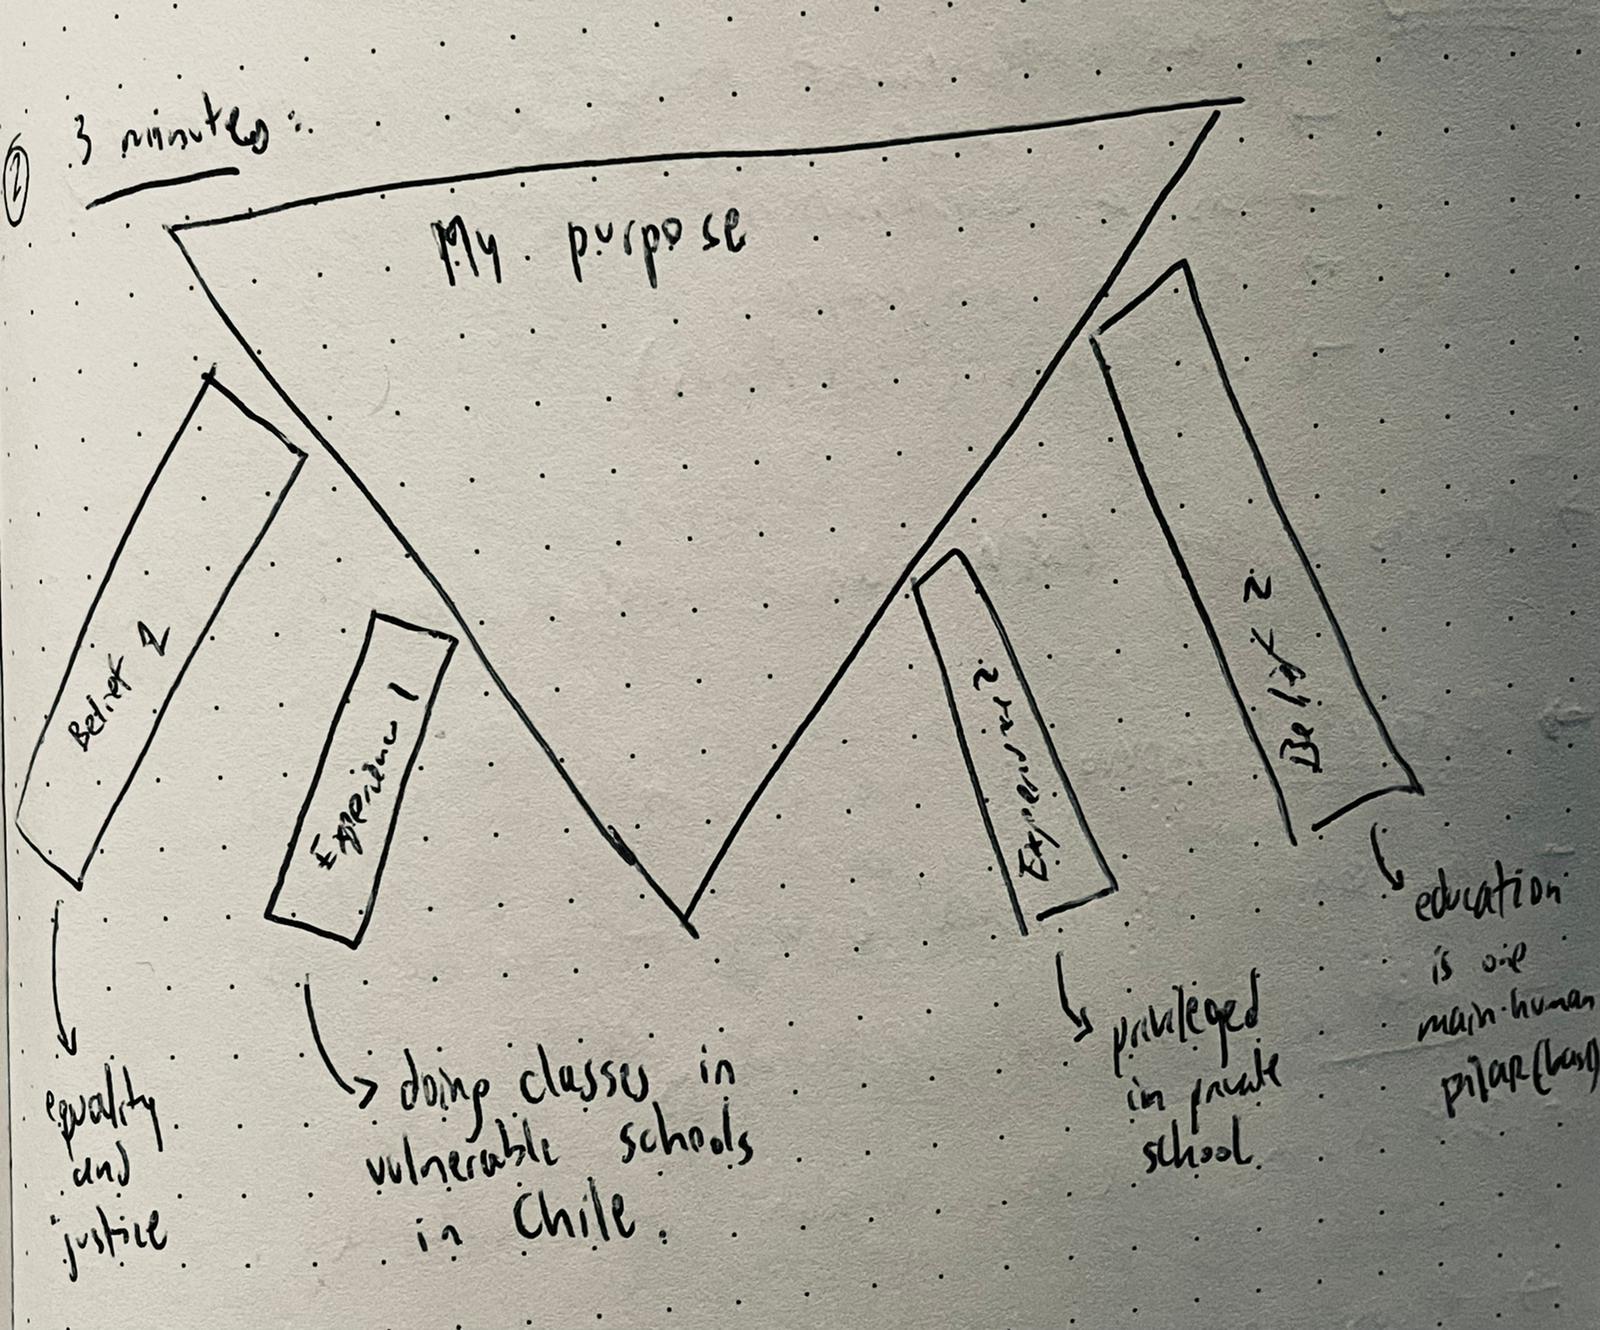 2 3 minutes:
My purpose
Belief 1
Experience 1
Experience 2
Belief 2
equality
and
justice
doing classes in
vulnerable schools
in Chile.
privileged
in private
school.
education
is one
main human
pilar (base)